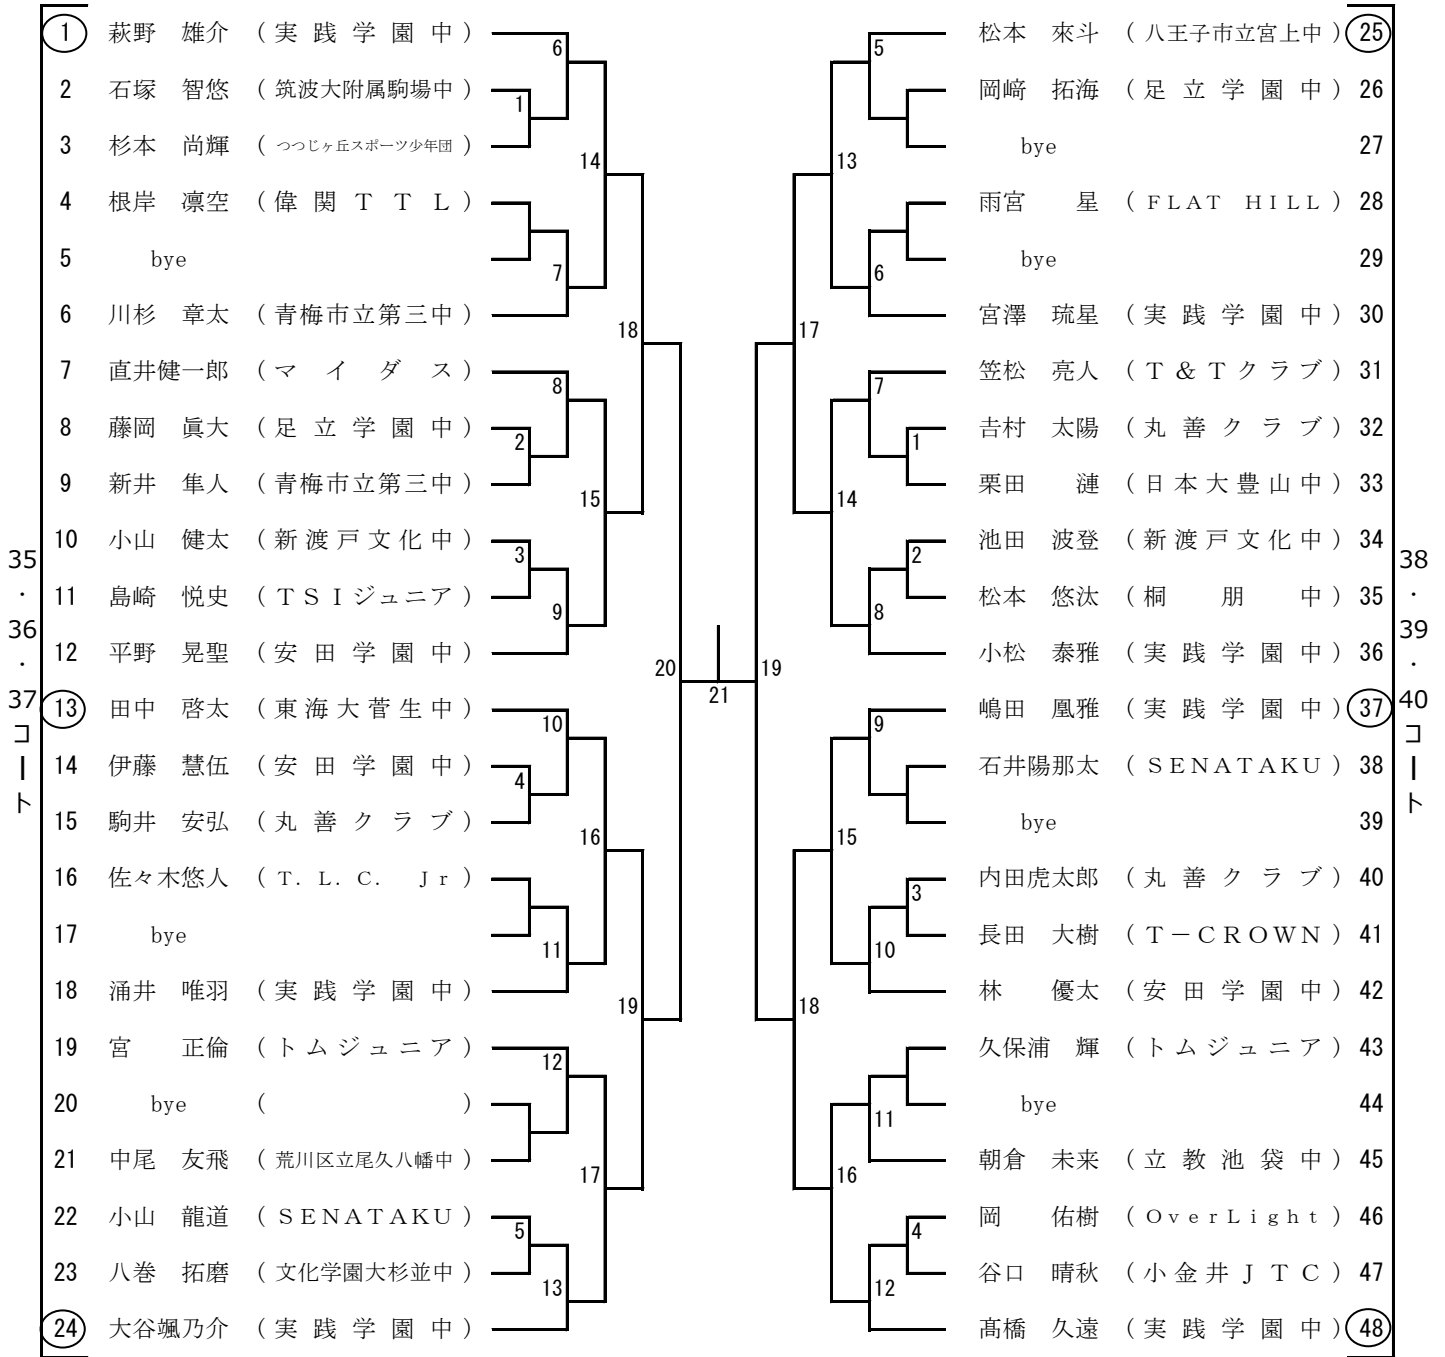 1 萩野 雄介 (実践学園中)
2 石塚 智悠 (筑波大附属駒場中)
3 杉本 尚輝 (つつじヶ丘スポーツ少年団)
4 根岸 凛空 (偉関TTL)
5 bye
6 川杉 章太 (青梅市立第三中)
7 直井健一郎 (マイダス)
8 藤岡 眞大 (足立学園中)
9 新井 隼人 (青梅市立第三中)
10 小山 健太 (新渡戸文化中)
11 島崎 悦史 (TSIジュニア)
12 平野 晃聖 (安田学園中)
13 田中 啓太 (東海大菅生中)
14 伊藤 慧伍 (安田学園中)
15 駒井 安弘 (丸善クラブ)
16 佐々木悠人 (T.L.C. Jr)
17 bye
18 涌井 唯羽 (実践学園中)
19 宮 正倫 (トムジュニア)
20 bye ( )
21 中尾 友飛 (荒川区立尾久八幡中)
22 小山 龍道 (SENATAKU)
23 八巻 拓磨 (文化学園大杉並中)
24 大谷颯乃介 (実践学園中)
35・36・37コート
6
1
14
7
18
8
2
15
3
9
20
10
4
16
11
19
12
17
5
13
21
松本 來斗 (八王子市立宮上中) 25
岡﨑 拓海 (足立学園中) 26
bye 27
雨宮 星 (FLAT HILL) 28
bye 29
宮澤 琉星 (実践学園中) 30
笠松 亮人 (T&Tクラブ) 31
𠮷村 太陽 (丸善クラブ) 32
栗田 漣 (日本大豊山中) 33
池田 波登 (新渡戸文化中) 34
松本 悠汰 (桐朋中) 35
小松 泰雅 (実践学園中) 36
嶋田 凰雅 (実践学園中) 37
石井陽那太 (SENATAKU) 38
bye 39
内田虎太郎 (丸善クラブ) 40
長田 大樹 (T-CROWN) 41
林 優太 (安田学園中) 42
久保浦 輝 (トムジュニア) 43
bye 44
朝倉 未来 (立教池袋中) 45
岡 佑樹 (OverLight) 46
谷口 晴秋 (小金井JTC) 47
髙橋 久遠 (実践学園中) 48
38・39・40コート
5
13
6
17
7
1
14
2
8
19
9
15
3
10
18
11
16
4
12